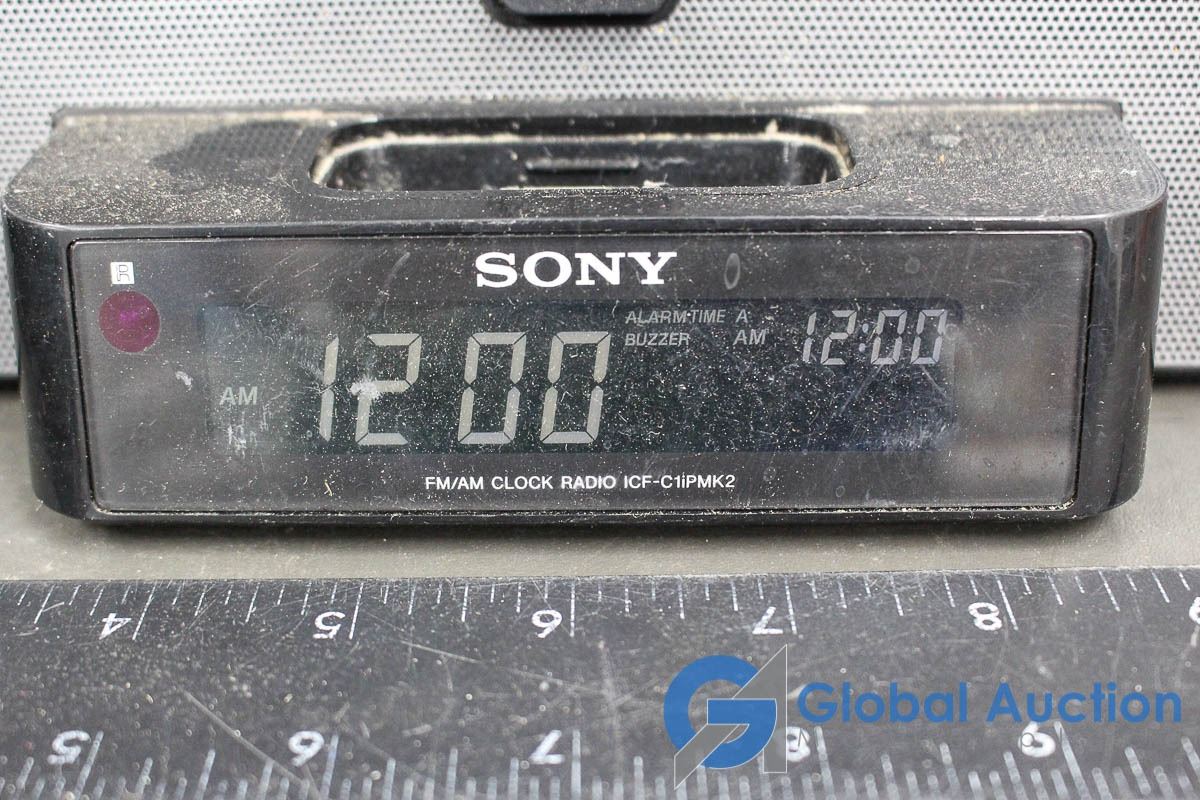 R
SONY
ALARM TIME A
BUZZER AM 12:00
AM 12 00
FM/AM CLOCK RADIO ICF-C1iPMK2
4 5 6 7 8
Global Auction
5 6 7 8 9